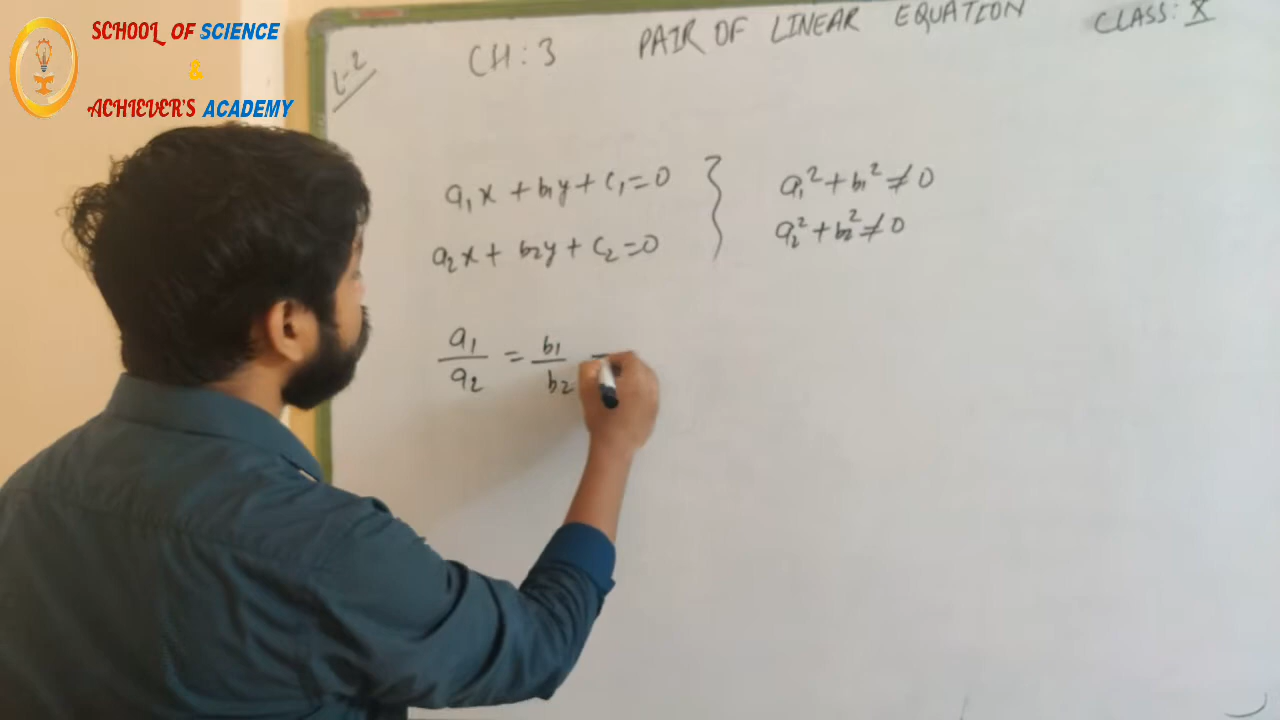 SCHOOL OF SCIENCE
&
ACHIEVER'S ACADEMY
L-2
CH : 3 PAIR OF LINEAR EQUATION CLASS: X
a₁x + b₁y + c₁ = 0 } a₁² + b₁² ≠ 0
a₂x + b₂y + c₂ = 0 a₂² + b₂² ≠ 0
a₁/a₂ = b₁/b₂ =